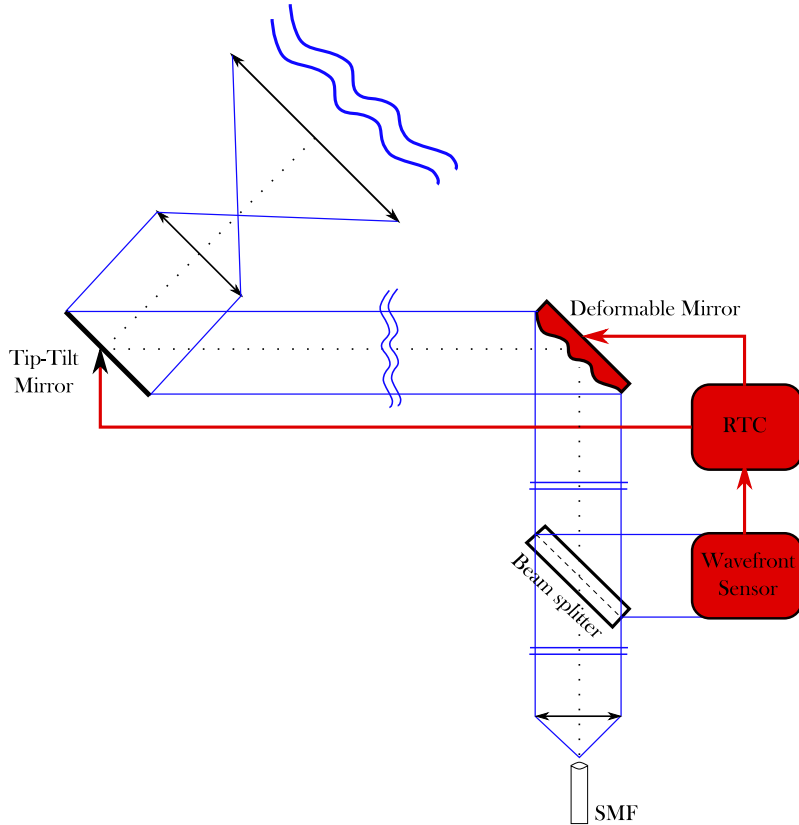 Deformable Mirror
Tip-Tilt
Mirror
RTC
Wavefront
Sensor
Beam splitter
SMF